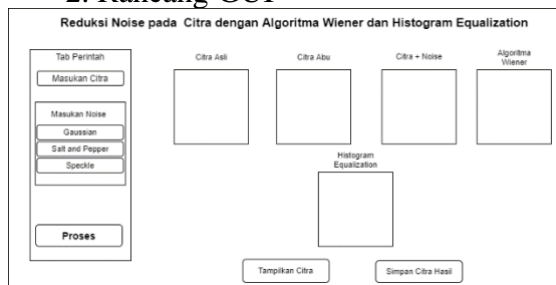 2. Rancang GUI
Reduksi Noise pada Citra dengan Algoritma Wiener dan Histogram Equalization
Tab Perintah
Masukan Citra
Masukan Noise
Gaussian
Salt and Pepper
Speckle
Proses
Citra Asli
Citra Abu
Citra + Noise
Algoritma
Wiener
Histogram
Equalization
Tampilkan Citra
Simpan Citra Hasil